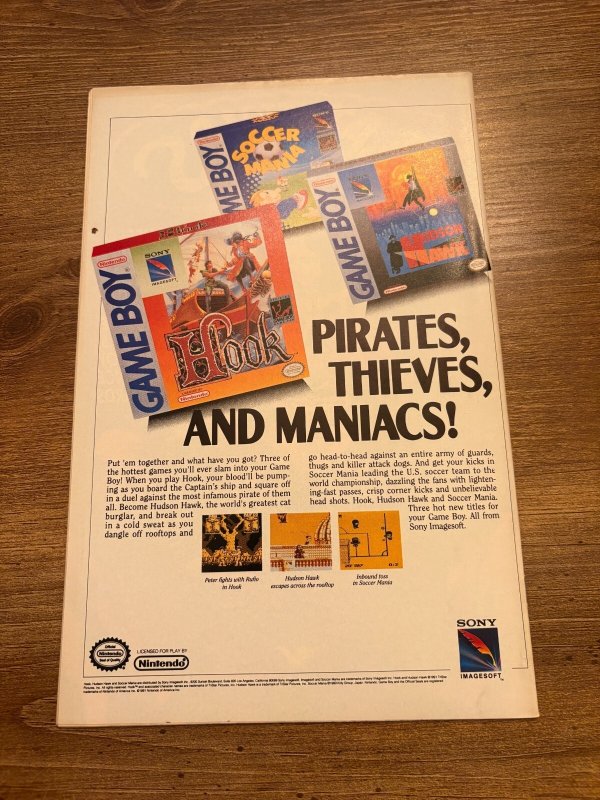 SOCCER
MANIA
GAME BOY
Nintendo
SONY
IMAGESOFT
HUDSON
HAWK
GAME BOY
Nintendo
SONY
IMAGESOFT
GAME BOY
Hook
Nintendo
PIRATES,
THIEVES,
AND MANIACS!
Put 'em together and what have you got? Three of
the hottest games you'll ever slam into your Game
Boy! When you play Hook, your blood'll be pump-
ing as you board the Captain's ship and square off
in a duel against the most infamous pirate of them
all. Become Hudson Hawk, the world's greatest cat
burglar, and break out
in a cold sweat as you
dangle off rooftops and
go head-to-head against an entire army of guards,
thugs and killer attack dogs. And get your kicks in
Soccer Mania leading the U.S. soccer team to the
world championship, dazzling the fans with lighten-
ing-fast passes, crisp corner kicks and unbelievable
head shots. Hook, Hudson Hawk and Soccer Mania.
Three hot new titles for
your Game Boy. All from
Sony Imagesoft.
Peter fights with Rufio
in Hook
Hudson Hawk
escapes across the rooftop
Inbound toss
in Soccer Mania
Official
Nintendo
Seal of Quality
LICENSED FOR PLAY BY
Nintendo
SONY
IMAGESOFT